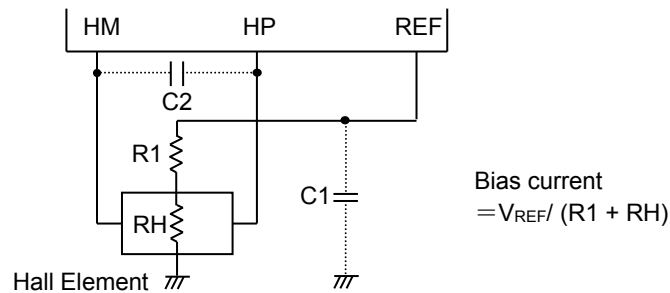 HM HP REF
C2
R1
C1
RH
Hall Element
Bias current
＝VREF/ (R1 + RH)